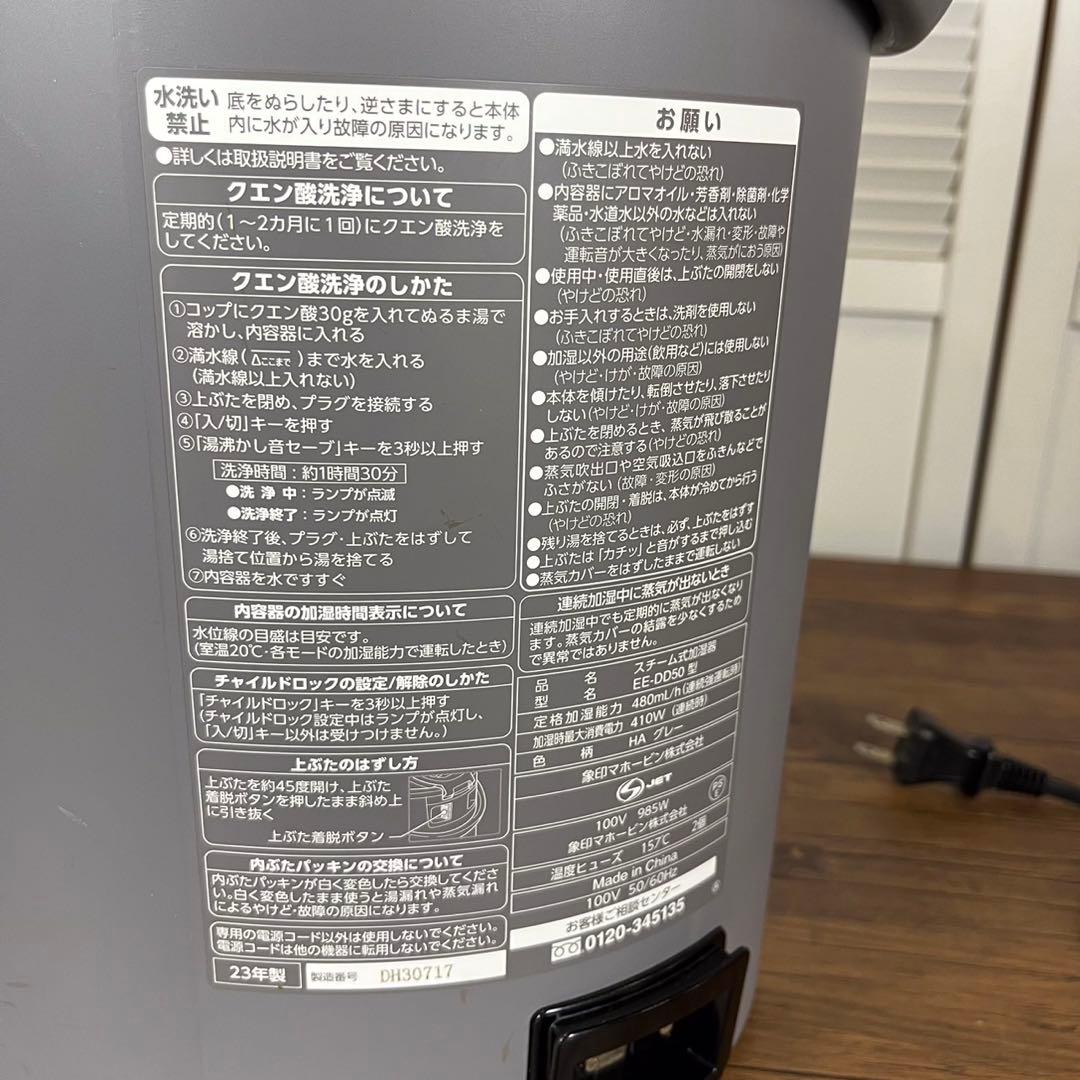 水洗い
禁止
底をぬらしたり、逆さまにすると本体
内に水が入り故障の原因になります。
●詳しくは取扱説明書をご覧ください。
クエン酸洗浄について
定期的(1〜2カ月に1回)にクエン酸洗浄を
してください。
クエン酸洗浄のしかた
①コップにクエン酸30gを入れてぬるま湯で
溶かし、内容器に入れる
②満水線(△ここまで)まで水を入れる
(満水線以上入れない)
③上ぶたを閉め、プラグを接続する
④「入/切」キーを押す
⑤「湯沸かし音セーブ」キーを3秒以上押す
洗浄時間：約1時間30分
●洗浄中：ランプが点滅
●洗浄終了：ランプが点灯
⑥洗浄終了後、プラグ・上ぶたをはずして
湯捨て位置から湯を捨てる
⑦内容器を水ですすぐ
内容器の加湿時間表示について
水位線の目盛は目安です。
(室温20℃・各モードの加湿能力で運転したとき)
チャイルドロックの設定/解除のしかた
「チャイルドロック」キーを3秒以上押す
(チャイルドロック設定中はランプが点灯し、
「入/切」キー以外は受けつけません。)
上ぶたのはずし方
上ぶたを約45度開け、上ぶた
着脱ボタンを押したまま斜め上
に引き抜く
上ぶた着脱ボタン
内ぶたパッキンの交換について
内ぶたパッキンが白く変色したら交換してくださ
い。白く変色したまま使うと湯漏れや蒸気漏れ
によるやけど・故障の原因になります。
専用の電源コード以外は使用しないでください。
電源コードは他の機器に転用しないでください。
23年製
製造番号 DH30717
お願い
●満水線以上水を入れない
(ふきこぼれてやけどの恐れ)
●内容器にアロマオイル・芳香剤・除菌剤・化学
薬品・水道水以外の水などは入れない
(ふきこぼれてやけど・水漏れ・変形・故障や
運転音が大きくなったり、蒸気がにおう原因)
●使用中・使用直後は、上ぶたの開閉をしない
(やけどの恐れ)
●お手入れするときは、洗剤を使用しない
(ふきこぼれてやけどの恐れ)
●加湿以外の用途(飲用など)には使用しない
(やけど・けが・故障の原因)
●本体を傾けたり、転倒させたり、落下させたり
しない(やけど・けが・故障の原因)
●上ぶたを閉めるとき、蒸気が飛び散ることが
あるので注意する(やけどの恐れ)
●蒸気吹出口や空気吸込口をふきんなどで
ふさがない(故障・変形の原因)
●上ぶたの開閉・着脱は、本体が冷めてから行う
(やけどの恐れ)
●残り湯を捨てるときは、必ず、上ぶたをはずす
●上ぶたは「カチッ」と音がするまで押し込む
●蒸気カバーをはずしたままで運転しない
連続加湿中に蒸気が出ないとき
連続加湿中でも定期的に蒸気が出なくなり
ます。蒸気カバーの結露を少なくするため
で異常ではありません。
品名 スチーム式加湿器
型名 EE-DD50型
定格加湿能力 480mL/h(連続強運転時)
加湿時最大消費電力 410W(連続時)
色柄 HA グレー
象印マホービン株式会社
JET
PS
E
100V 985W
象印マホービン株式会社
温度ヒューズ 157C 2個
Made in China
100V 50/60Hz
お客様ご相談センター
0120-345135